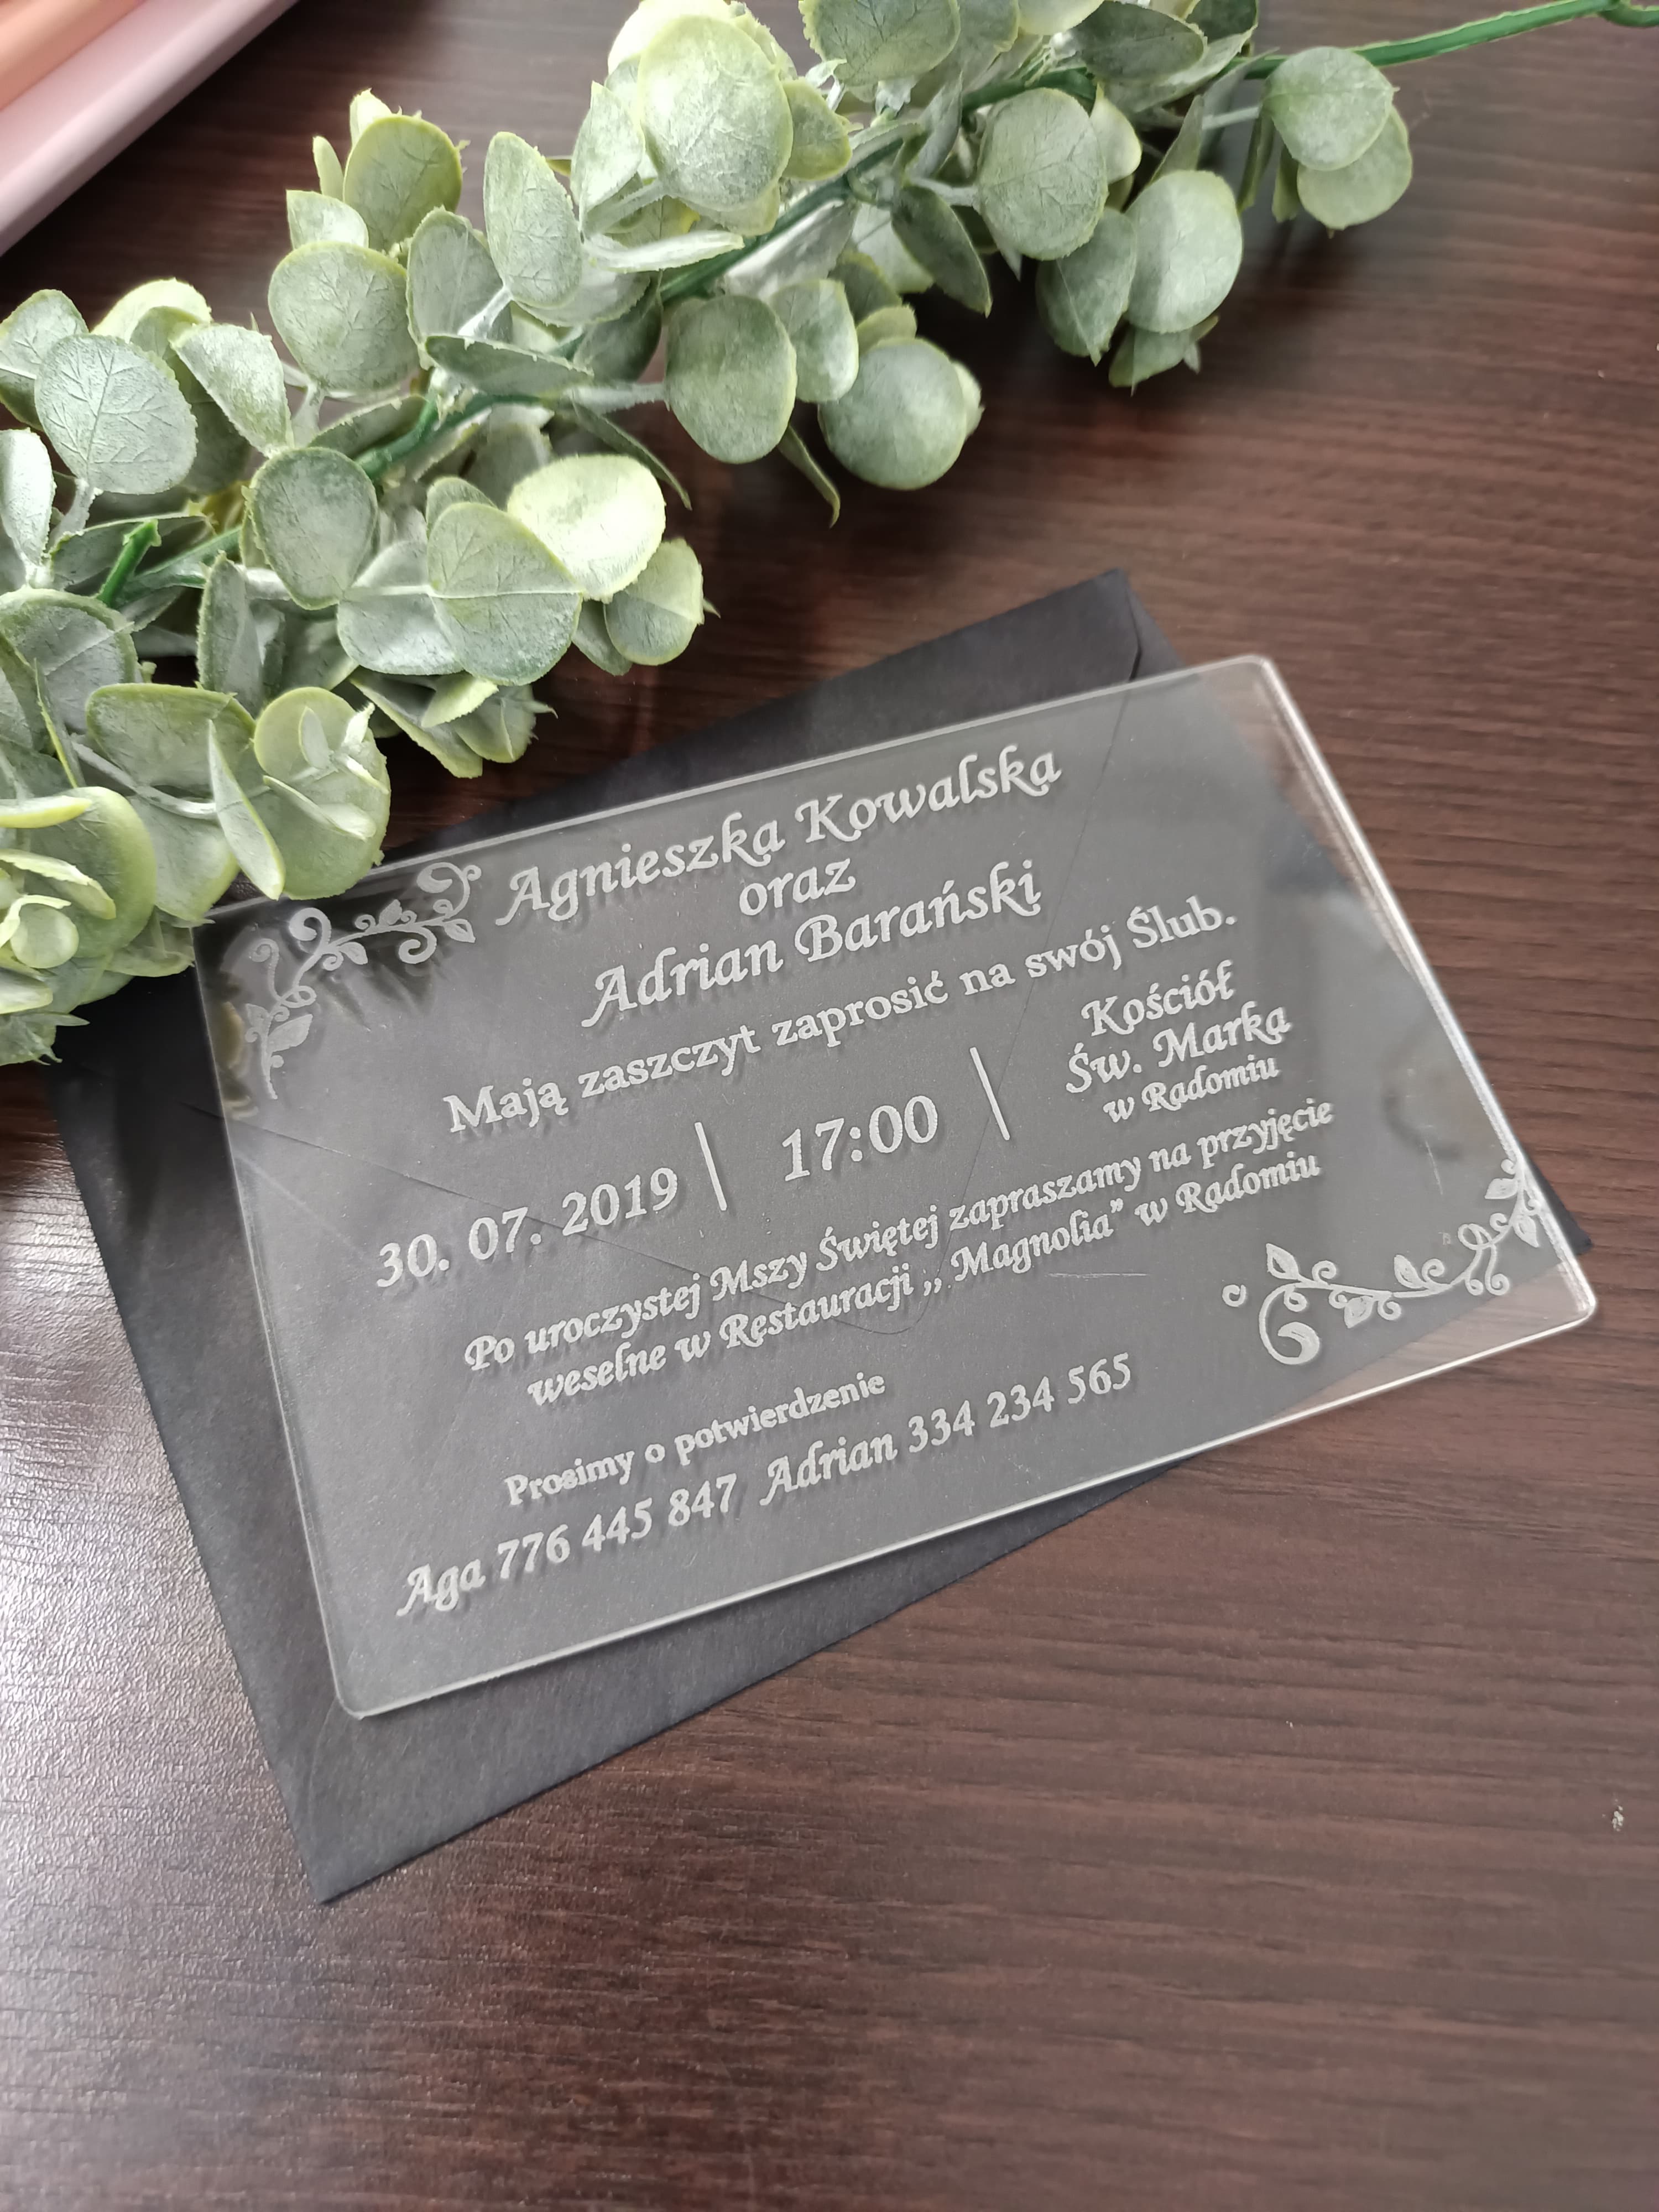 Agnieszka Kowalska
oraz
Adrian Barański
Mają zaszczyt zaprosić na swój Ślub.
30. 07. 2019 | 17:00 |
Kościół
Św. Marka
w Radomiu
Po uroczystej Mszy Świętej zapraszamy na przyjęcie
weselne w Restauracji ,, Magnolia” w Radomiu
Prosimy o potwierdzenie
Aga 776 445 847 Adrian 334 234 565